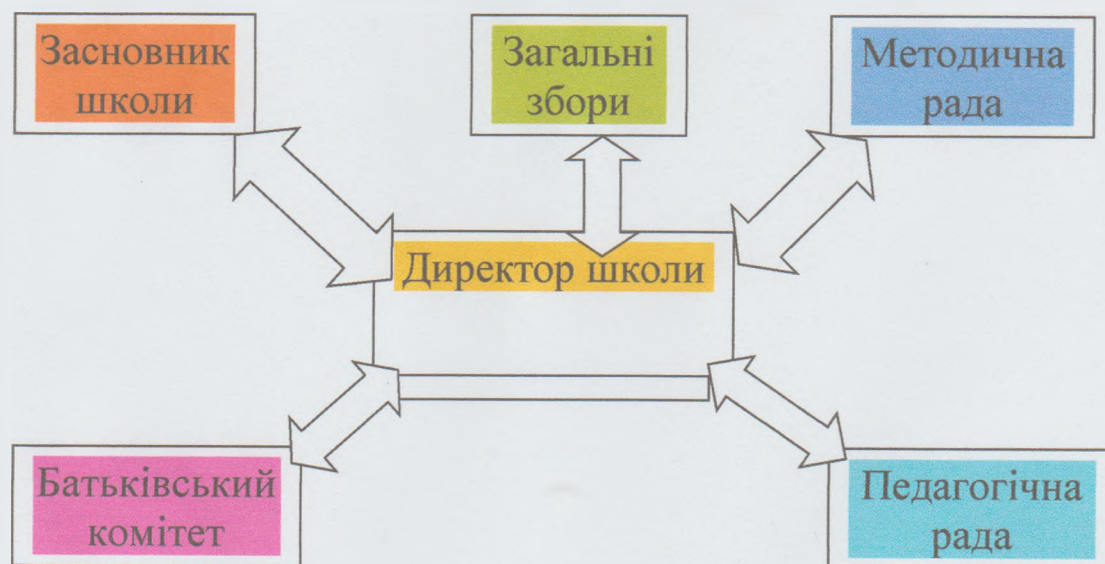 Засновник
школи
Загальні
збори
Методична
рада
Директор школи
Батьківський
комітет
Педагогічна
рада